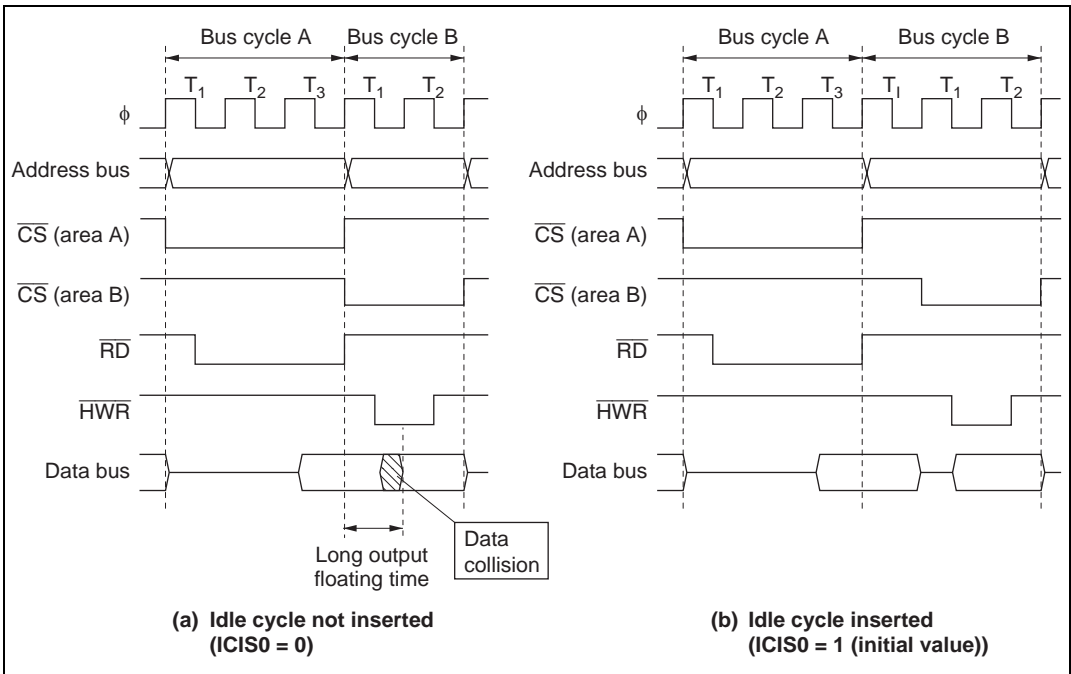 Bus cycle A Bus cycle B
T1 T2 T3 T1 T2
φ
Address bus
CS (area A)
CS (area B)
RD
HWR
Data bus
Long output
floating time
Data
collision
(a) Idle cycle not inserted
(ICIS0 = 0)
Bus cycle A Bus cycle B
T1 T2 T3 TI T1 T2
φ
Address bus
CS (area A)
CS (area B)
RD
HWR
Data bus
(b) Idle cycle inserted
(ICIS0 = 1 (initial value))